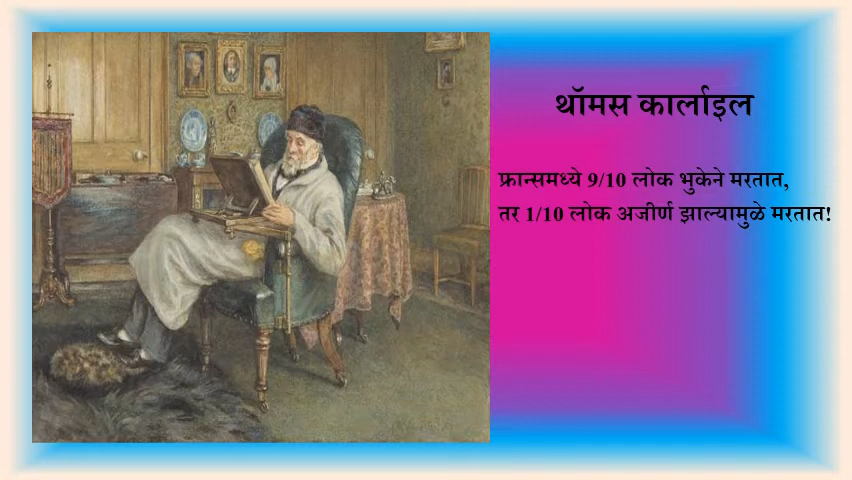 थॉमस कार्लाइल
फ्रान्समध्ये 9/10 लोक भुकेने मरतात,
तर 1/10 लोक अजीर्ण झाल्यामुळे मरतात!